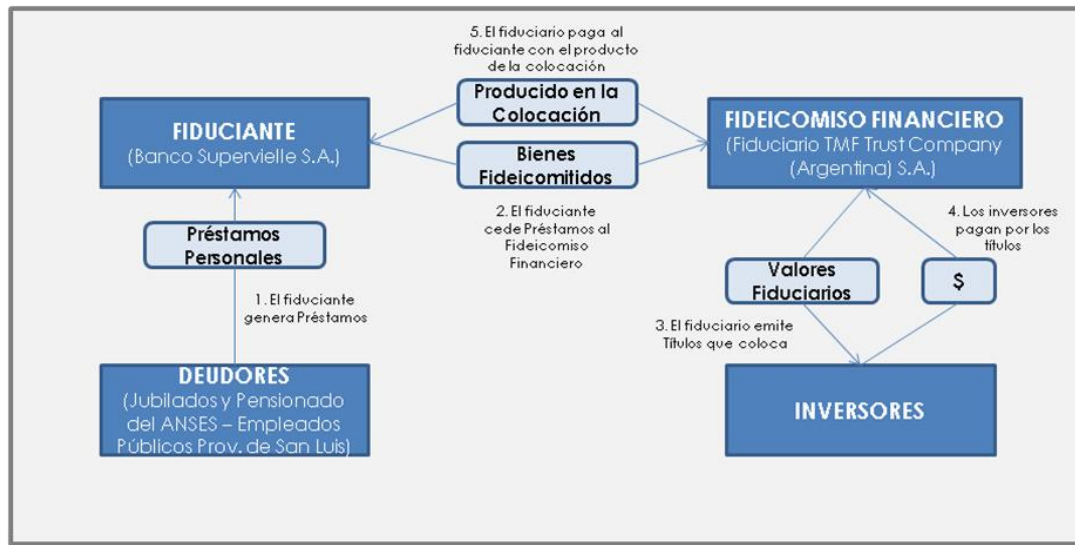 5. El fiduciario paga al
fiduciante con el producto
de la colocación
Producido en la
Colocación
FIDUCIANTE
(Banco Supervielle S.A.)
FIDEICOMISO FINANCIERO
(Fiduciario TMF Trust Company
(Argentina) S.A.)
Bienes
Fideicomitidos
2. El fiduciante
cede Préstamos al
Fideicomiso
Financiero
4. Los inversores
pagan por los
títulos
Préstamos
Personales
Valores
Fiduciarios
$
1. El fiduciante
genera Préstamos
3. El fiduciario emite
Títulos que coloca
DEUDORES
(Jubilados y Pensionado
del ANSES – Empleados
Públicos Prov. de San Luis)
INVERSORES